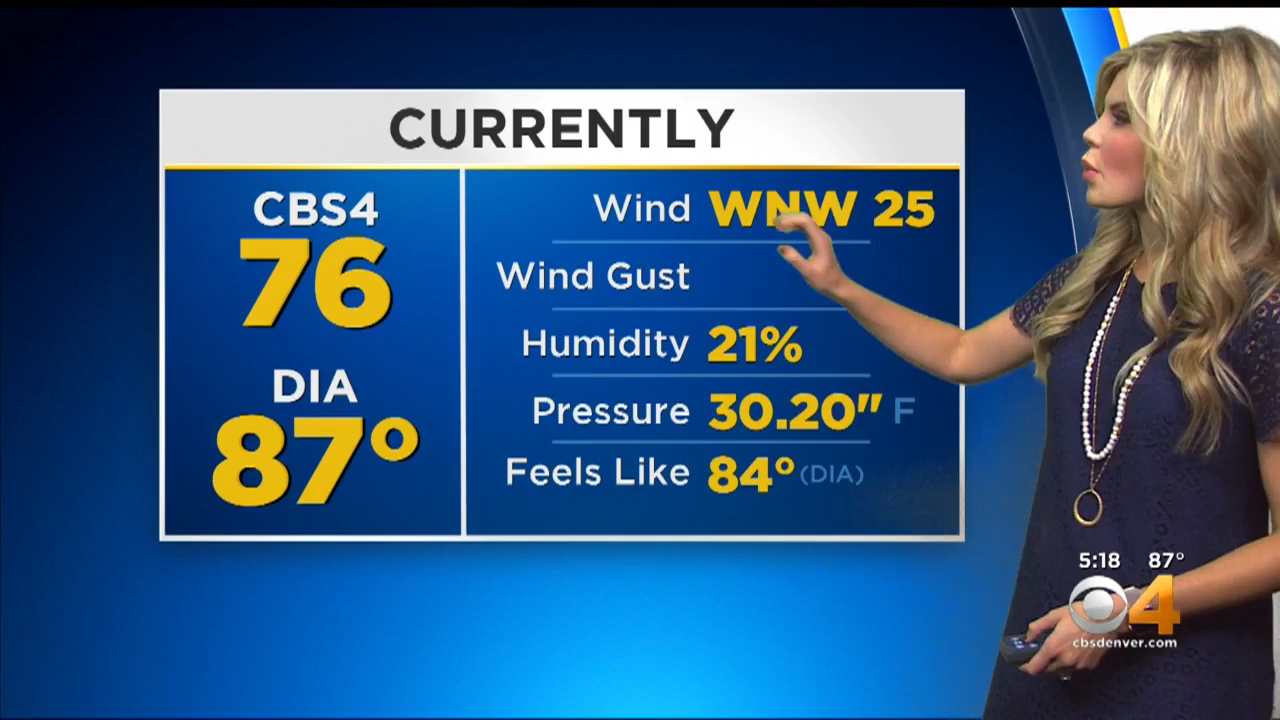 CURRENTLY
CBS4
76
DIA
87°
Wind WNW 25
Wind Gust
Humidity 21%
Pressure 30.20" F
Feels Like 84° (DIA)
5:18 87°
4
cbsdenver.com